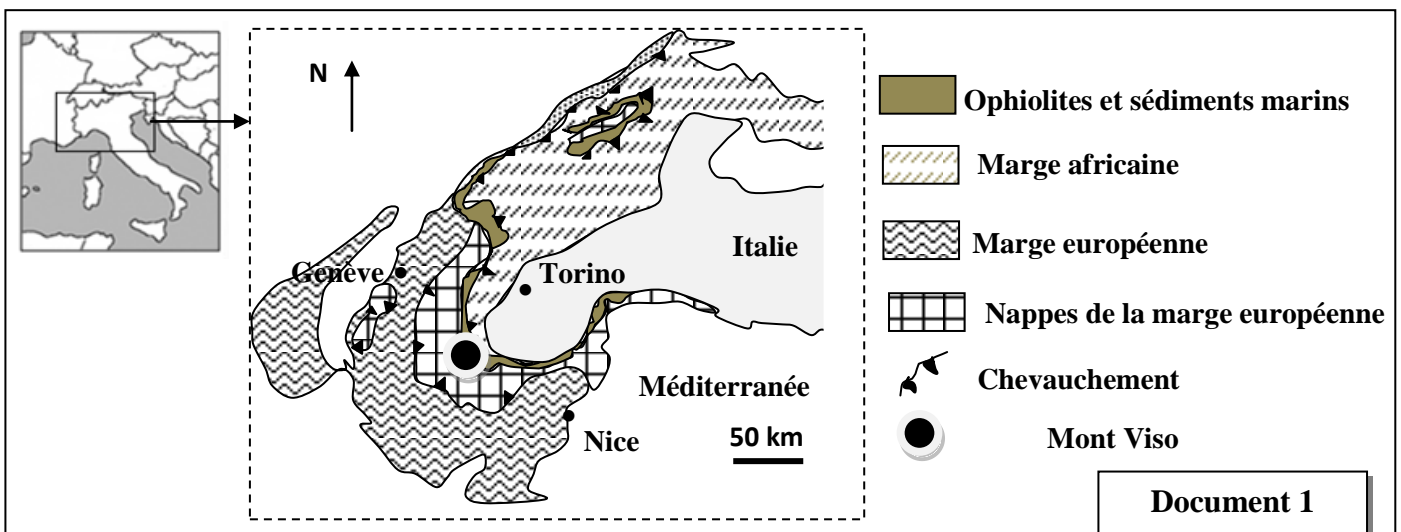 N
Genève
Torino
Italie
Méditerranée
50 km
Nice
Ophiolites et sédiments marins
Marge africaine
Marge européenne
Nappes de la marge européenne
Chevauchement
Mont Viso
Document 1